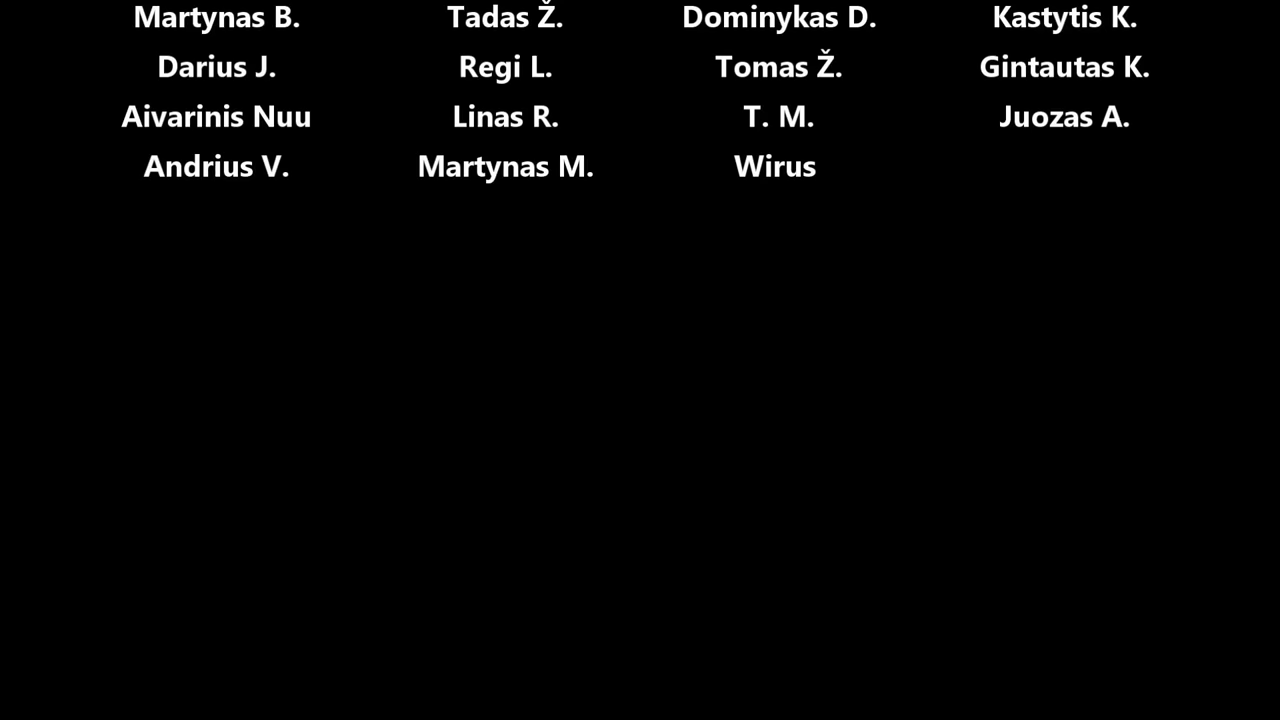 Martynas B. Tadas Ž. Dominykas D. Kastytis K.
Darius J. Regi L. Tomas Ž. Gintautas K.
Aivarinis Nuu Linas R. T. M. Juozas A.
Andrius V. Martynas M. Wirus